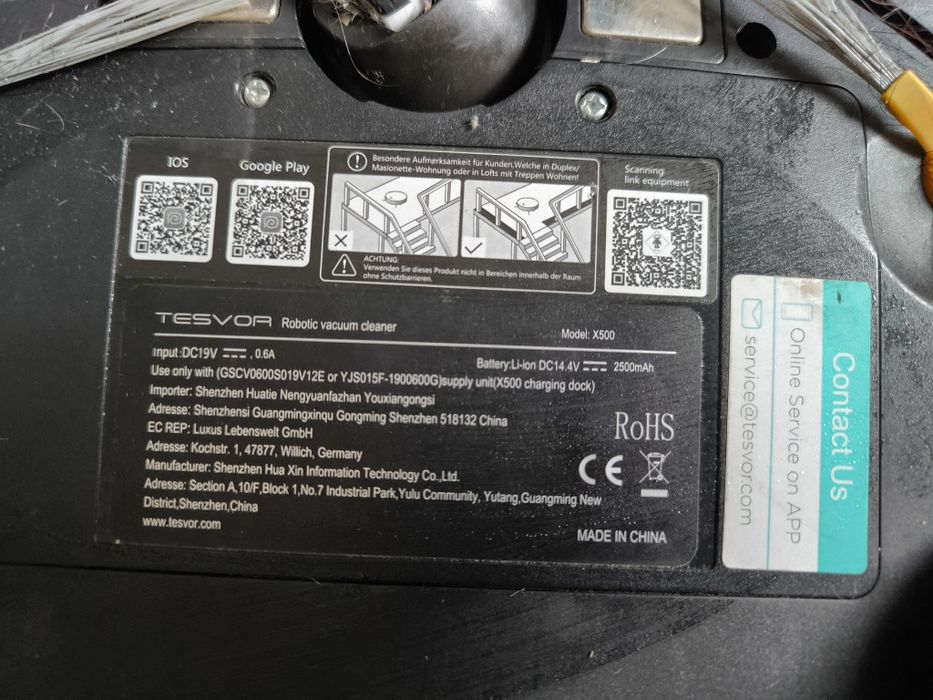 IOS
Google Play
Besondere Aufmerksamkeit für Kunden,Welche in Duplex/
Masionette-Wohnung oder in Lofts mit Treppen Wohnen!
ACHTUNG:
Verwenden Sie dieses Produkt nicht in Bereichen innerhalb der Raum
ohne Schutzbarrieren.
Scanning
link equipment
TESVOR Robotic vacuum cleaner
Model: X500
Input:DC19V , 0.6A
Battery:Li-ion DC14.4V 2500mAh
Use only with (GSCV0600S019V12E or YJS015F-1900600G)supply unit(X500 charging dock)
Importer: Shenzhen Huatie Nengyuanfazhan Youxiangongsi
Adresse: Shenzhensi Guangmingxinqu Gongming Shenzhen 518132 China
EC REP: Luxus Lebenswelt GmbH
Adresse: Kochstr. 1, 47877, Willich, Germany
Manufacturer: Shenzhen Hua Xin Information Technology Co.,Ltd.
Adresse: Section A,10/F,Block 1,No.7 Industrial Park,Yulu Community, Yutang,Guangming New
District,Shenzhen,China
www.tesvor.com
RoHS
CE
MADE IN CHINA
Contact Us
Online Service on APP
service@tesvor.com